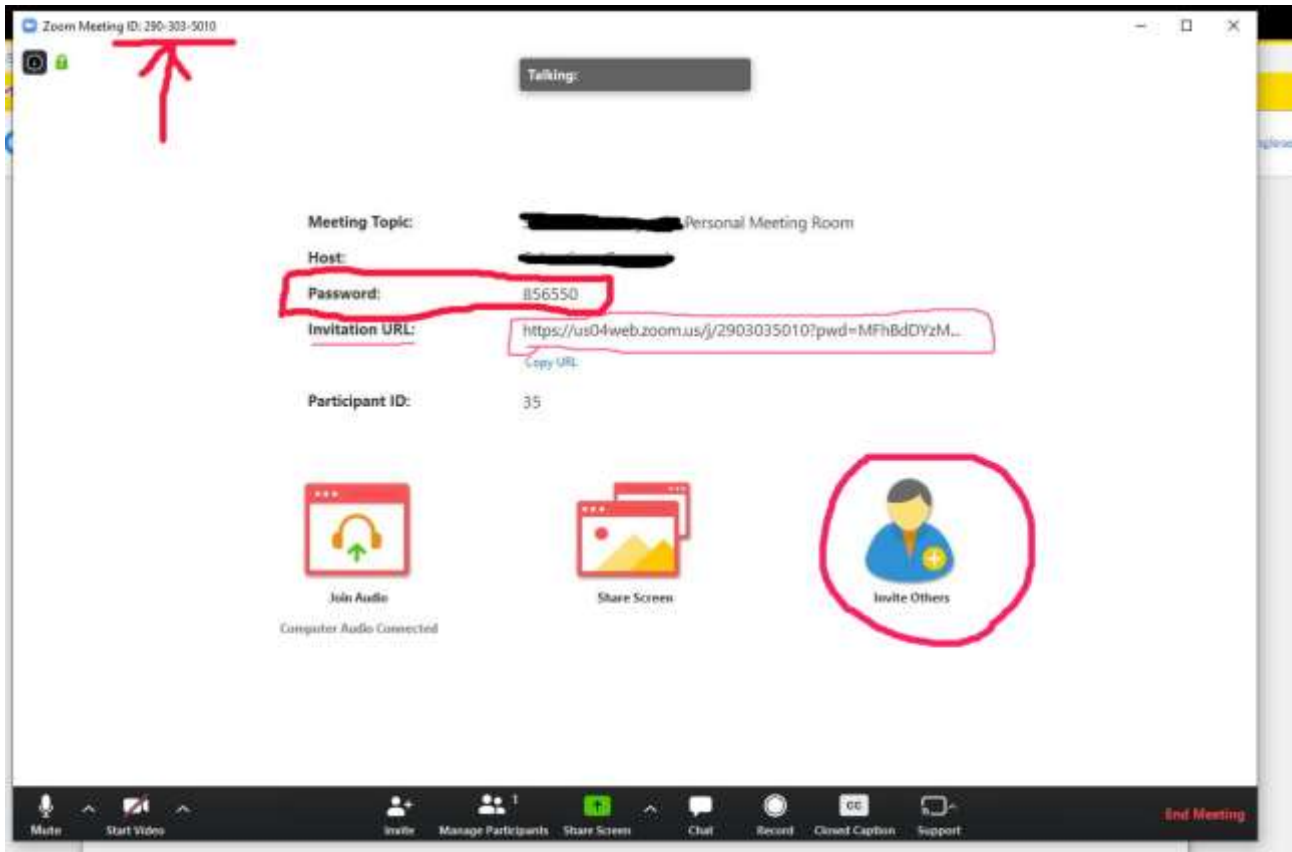 Zoom Meeting ID: 290-303-5010
Talking:
Meeting Topic: Personal Meeting Room
Host:
Password: 856550
Invitation URL: https://us04web.zoom.us/j/2903035010?pwd=MFhBdDYzM...
Copy URL
Participant ID: 35
Join Audio Share Screen Invite Others
Computer Audio Connected
Mute Start Video Invite Manage Participants 1 Share Screen Chat Record CC Closed Caption Support End Meeting